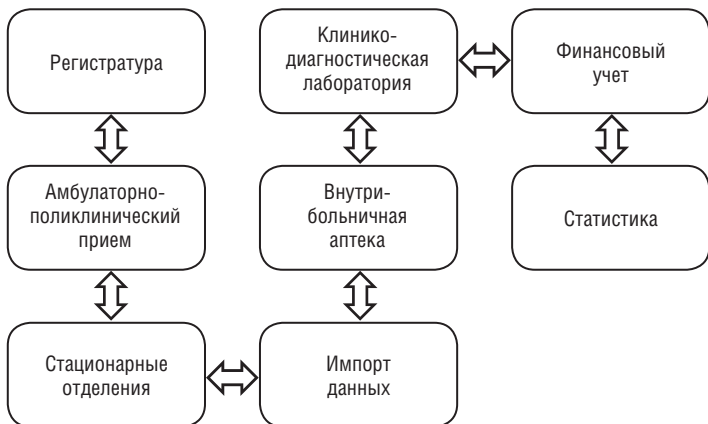 Регистратура
Клинико-
диагностическая
лаборатория
Финансовый
учет
Амбулаторно-
поликлинический
прием
Внутри-
больничная
аптека
Статистика
Стационарные
отделения
Импорт
данных